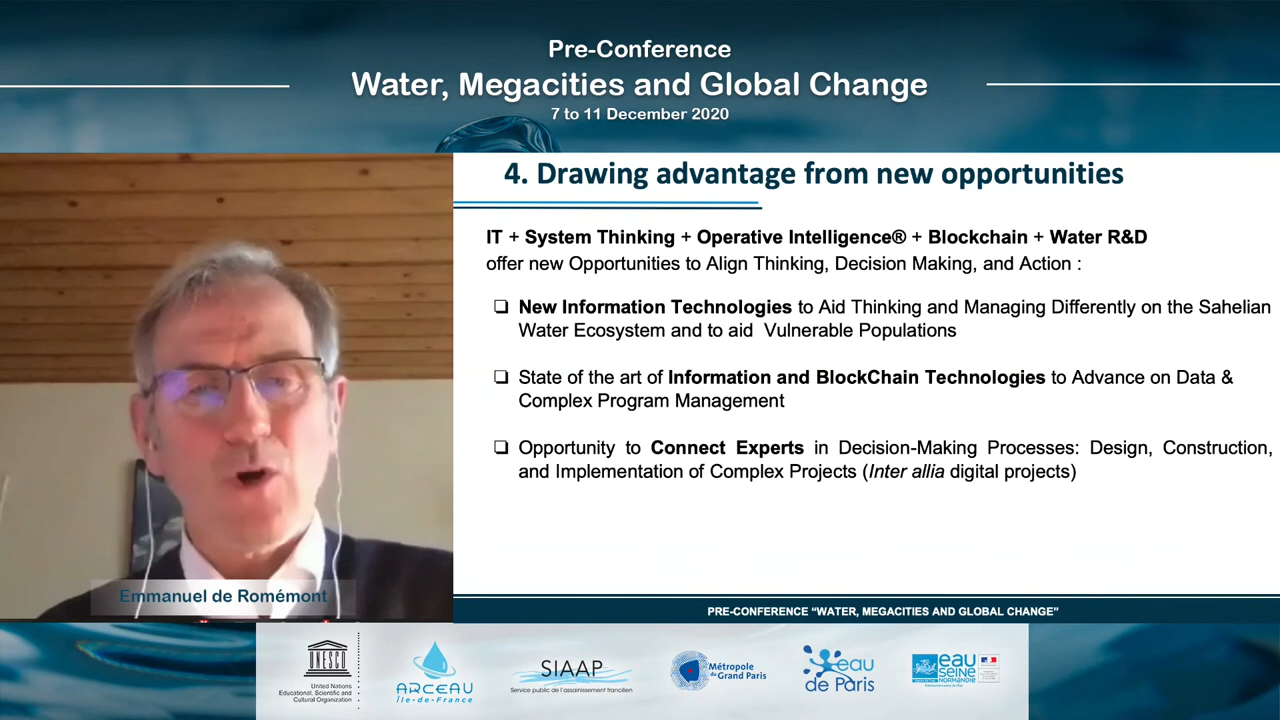 Pre-Conference
Water, Megacities and Global Change
7 to 11 December 2020
4. Drawing advantage from new opportunities
IT + System Thinking + Operative Intelligence® + Blockchain + Water R&D
offer new Opportunities to Align Thinking, Decision Making, and Action :
❑ New Information Technologies to Aid Thinking and Managing Differently on the Sahelian
Water Ecosystem and to aid Vulnerable Populations
❑ State of the art of Information and BlockChain Technologies to Advance on Data &
Complex Program Management
❑ Opportunity to Connect Experts in Decision-Making Processes: Design, Construction,
and Implementation of Complex Projects (Inter allia digital projects)
Emmanuel de Romémont
PRE-CONFERENCE “WATER, MEGACITIES AND GLOBAL CHANGE”
UNESCO
United Nations
Educational, Scientific and
Cultural Organization
ARCEAU
Île-de-France
SIAAP
Service public de l'assainissement francilien
Métropole
du Grand Paris
eau
de Paris
eau
SEINE
NORMANDIE